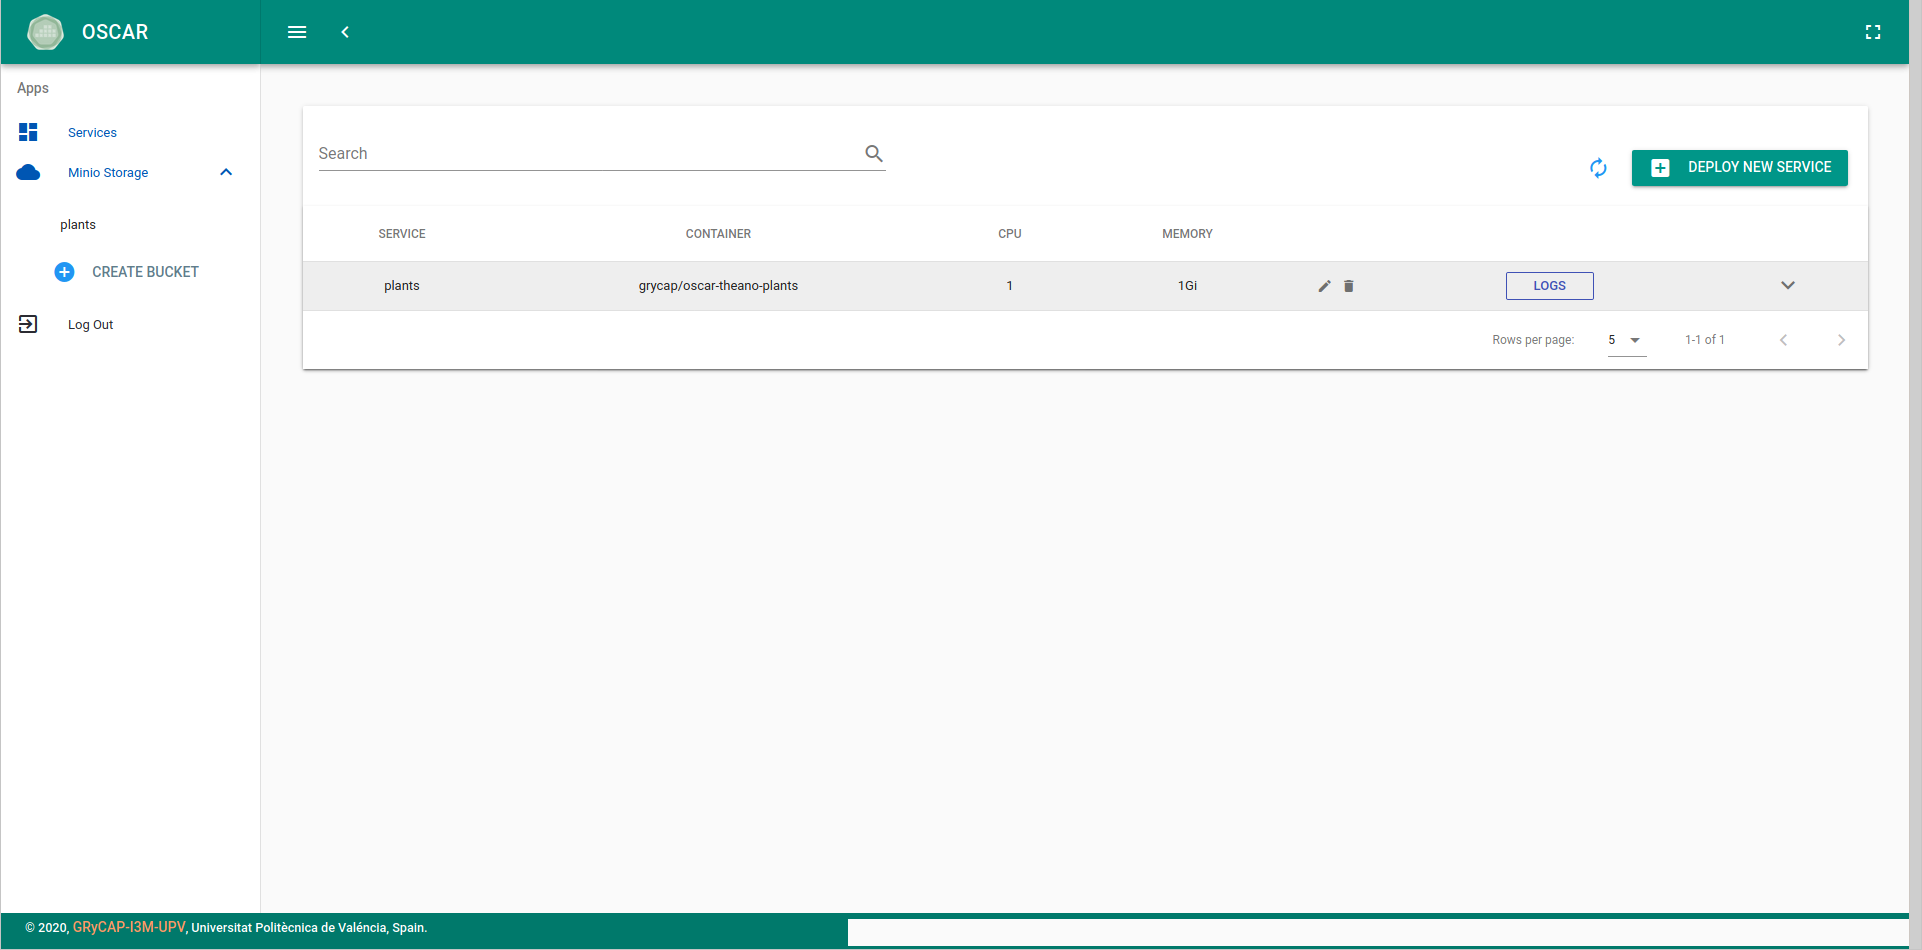 OSCAR
Apps
Services
Minio Storage
plants
CREATE BUCKET
Log Out
Search
DEPLOY NEW SERVICE
SERVICE CONTAINER CPU MEMORY
plants grycap/oscar-theano-plants 1 1Gi LOGS
Rows per page: 5 1-1 of 1
© 2020, GRyCAP-I3M-UPV, Universitat Politècnica de Valéncia, Spain.